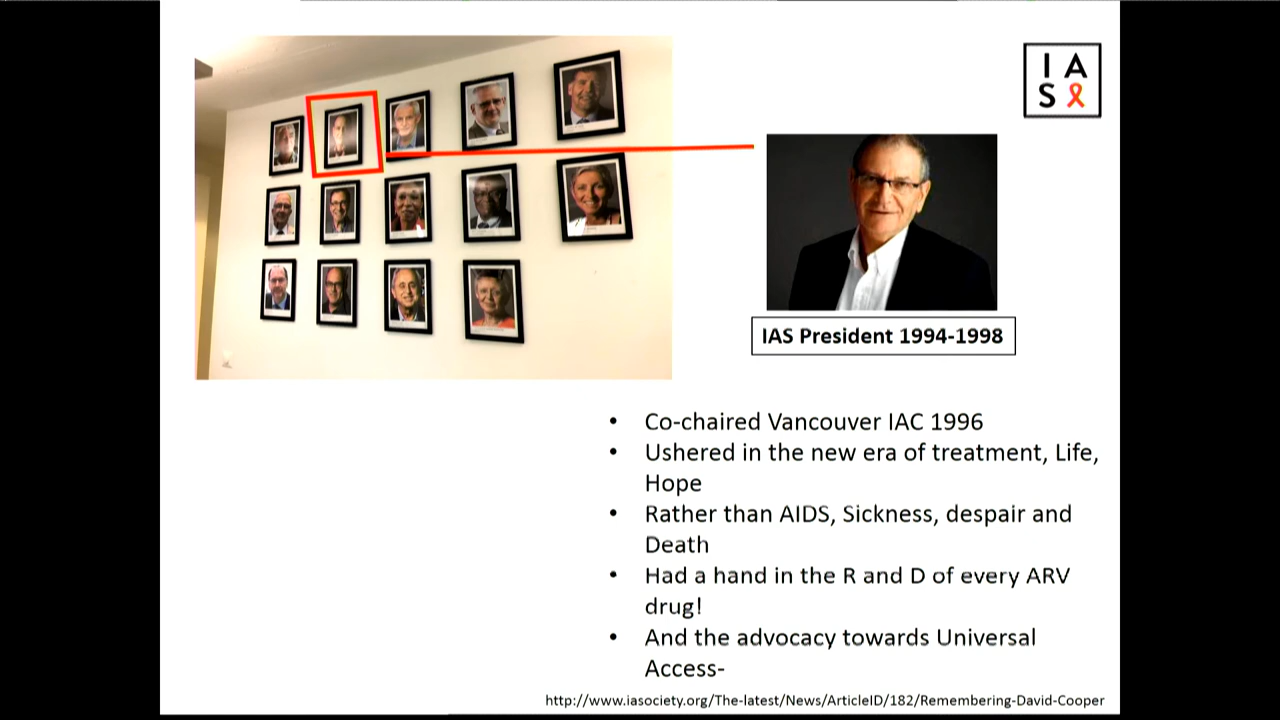 I A
S
IAS President 1994-1998
• Co-chaired Vancouver IAC 1996
• Ushered in the new era of treatment, Life,
Hope
• Rather than AIDS, Sickness, despair and
Death
• Had a hand in the R and D of every ARV
drug!
• And the advocacy towards Universal
Access-
http://www.iasociety.org/The-latest/News/ArticleID/182/Remembering-David-Cooper